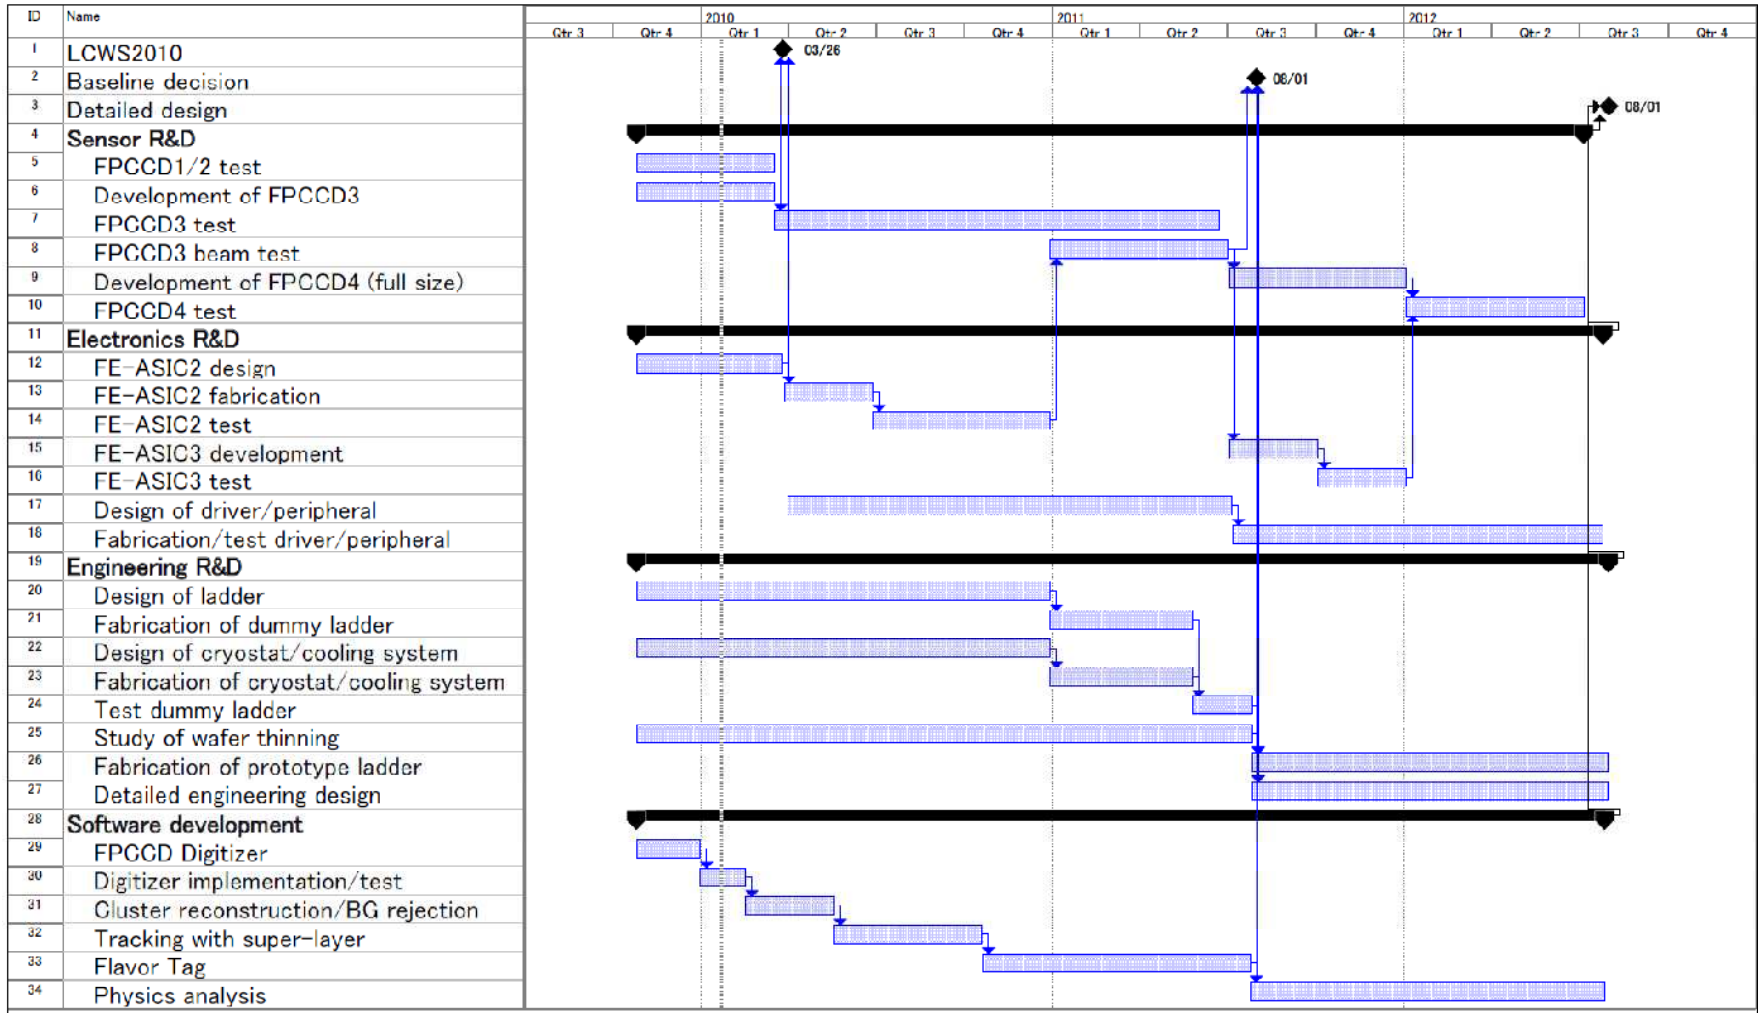 ID Name 2010 2011 2012
Qtr 3 Qtr 4 Qtr 1 Qtr 2 Qtr 3 Qtr 4 Qtr 1 Qtr 2 Qtr 3 Qtr 4 Qtr 1 Qtr 2 Qtr 3 Qtr 4
1 LCWS2010 03/26
2 Baseline decision 08/01
3 Detailed design 08/01
4 Sensor R&D
5 FPCCD1/2 test
6 Development of FPCCD3
7 FPCCD3 test
8 FPCCD3 beam test
9 Development of FPCCD4 (full size)
10 FPCCD4 test
11 Electronics R&D
12 FE-ASIC2 design
13 FE-ASIC2 fabrication
14 FE-ASIC2 test
15 FE-ASIC3 development
16 FE-ASIC3 test
17 Design of driver/peripheral
18 Fabrication/test driver/peripheral
19 Engineering R&D
20 Design of ladder
21 Fabrication of dummy ladder
22 Design of cryostat/cooling system
23 Fabrication of cryostat/cooling system
24 Test dummy ladder
25 Study of wafer thinning
26 Fabrication of prototype ladder
27 Detailed engineering design
28 Software development
29 FPCCD Digitizer
30 Digitizer implementation/test
31 Cluster reconstruction/BG rejection
32 Tracking with super-layer
33 Flavor Tag
34 Physics analysis